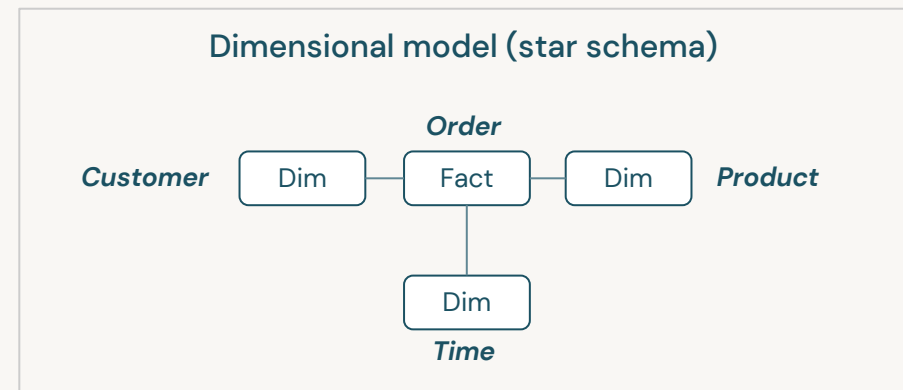 Dimensional model (star schema)
Order
Customer Dim Fact Dim Product
Dim
Time